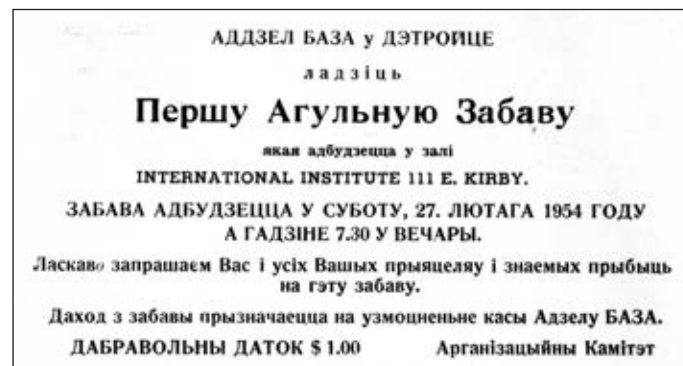 АДДЗЕЛ БАЗА у ДЭТРОЙЦЕ
ладзіць
Першу Агульную Забаву
якая адбудзецца у залі
INTERNATIONAL INSTITUTE 111 E. KIRBY.
ЗАБАВА АДБУДЗЕЦЦА У СУБОТУ, 27. ЛЮТАГА 1954 ГОДУ
А ГАДЗІНЕ 7.30 У ВЕЧАРЫ.
Ласкаво запрашаем Вас і усіх Вашых прыяцеляу і знаемых прыбыць
на гэту забаву.
Даход з забавы прызначаецца на узмоцненьне касы Адзелу БАЗА.
ДАБРАВОЛЬНЫ ДАТОК $ 1.00 Арганізацыйны Камітэт